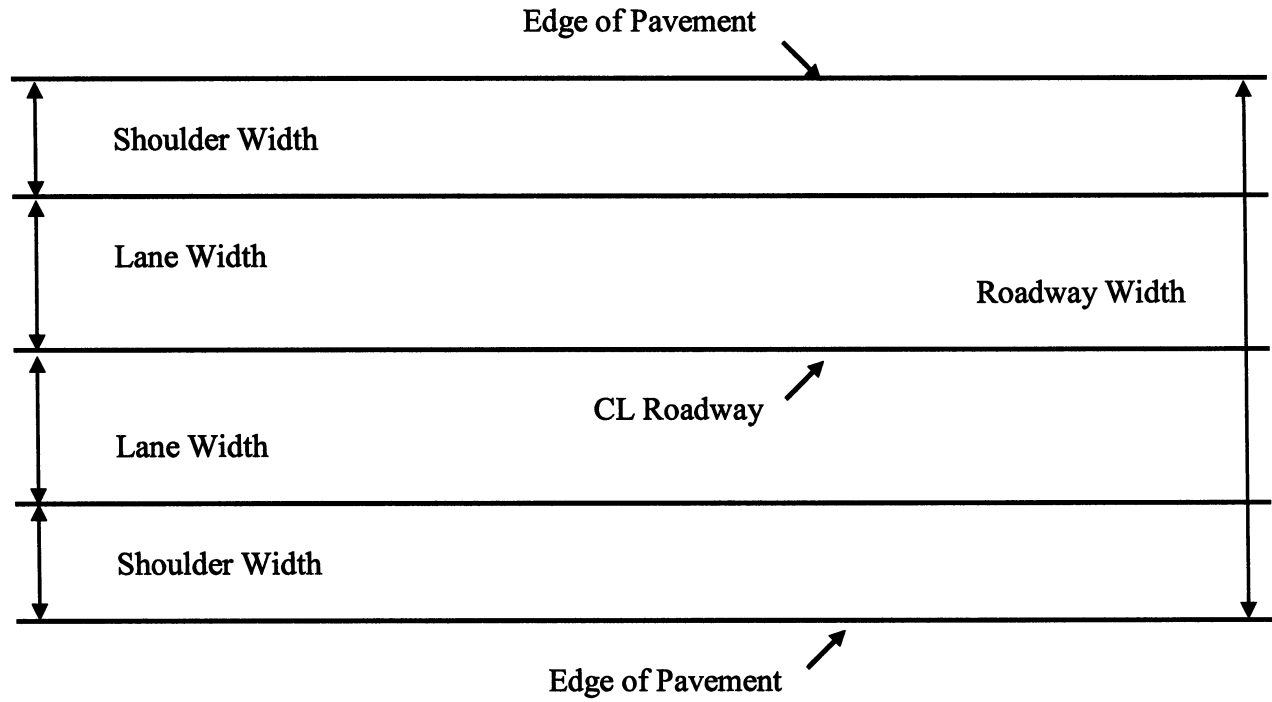 Edge of Pavement
Shoulder Width
Lane Width
Roadway Width
CL Roadway
Lane Width
Shoulder Width
Edge of Pavement